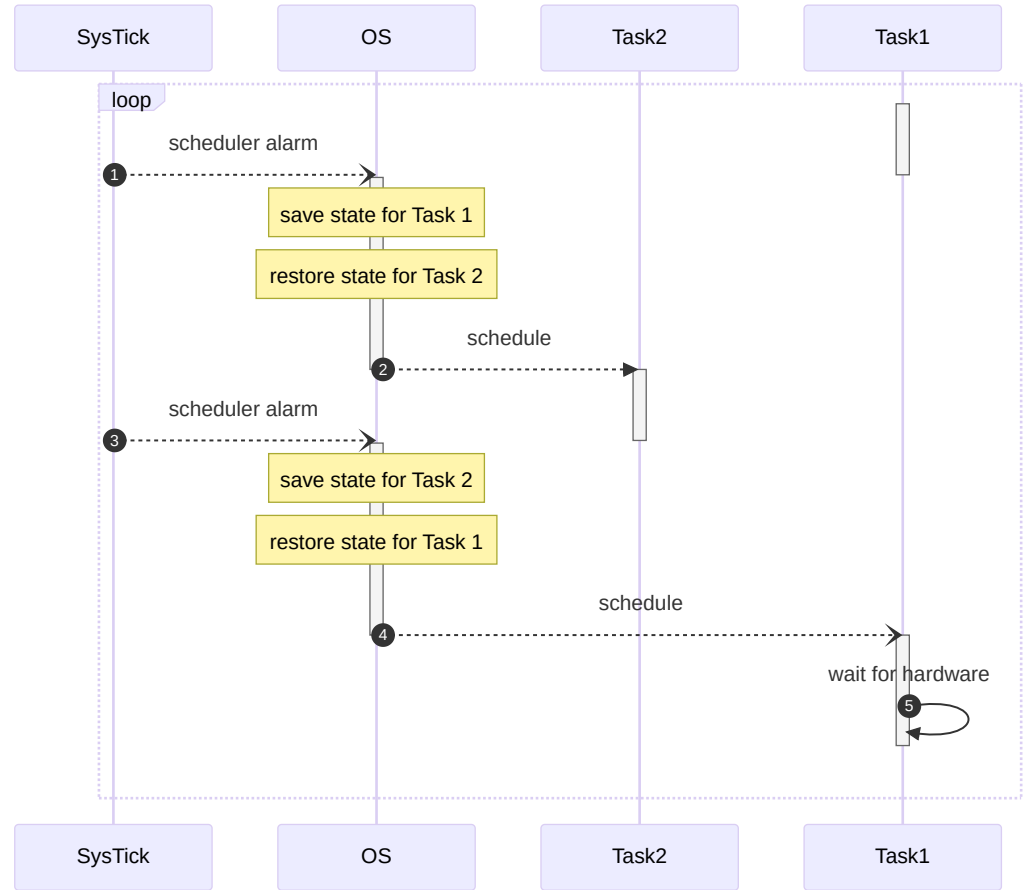 SysTick
OS
Task2
Task1
loop
scheduler alarm
1
save state for Task 1
restore state for Task 2
schedule
2
scheduler alarm
3
save state for Task 2
restore state for Task 1
schedule
4
wait for hardware
5
SysTick
OS
Task2
Task1